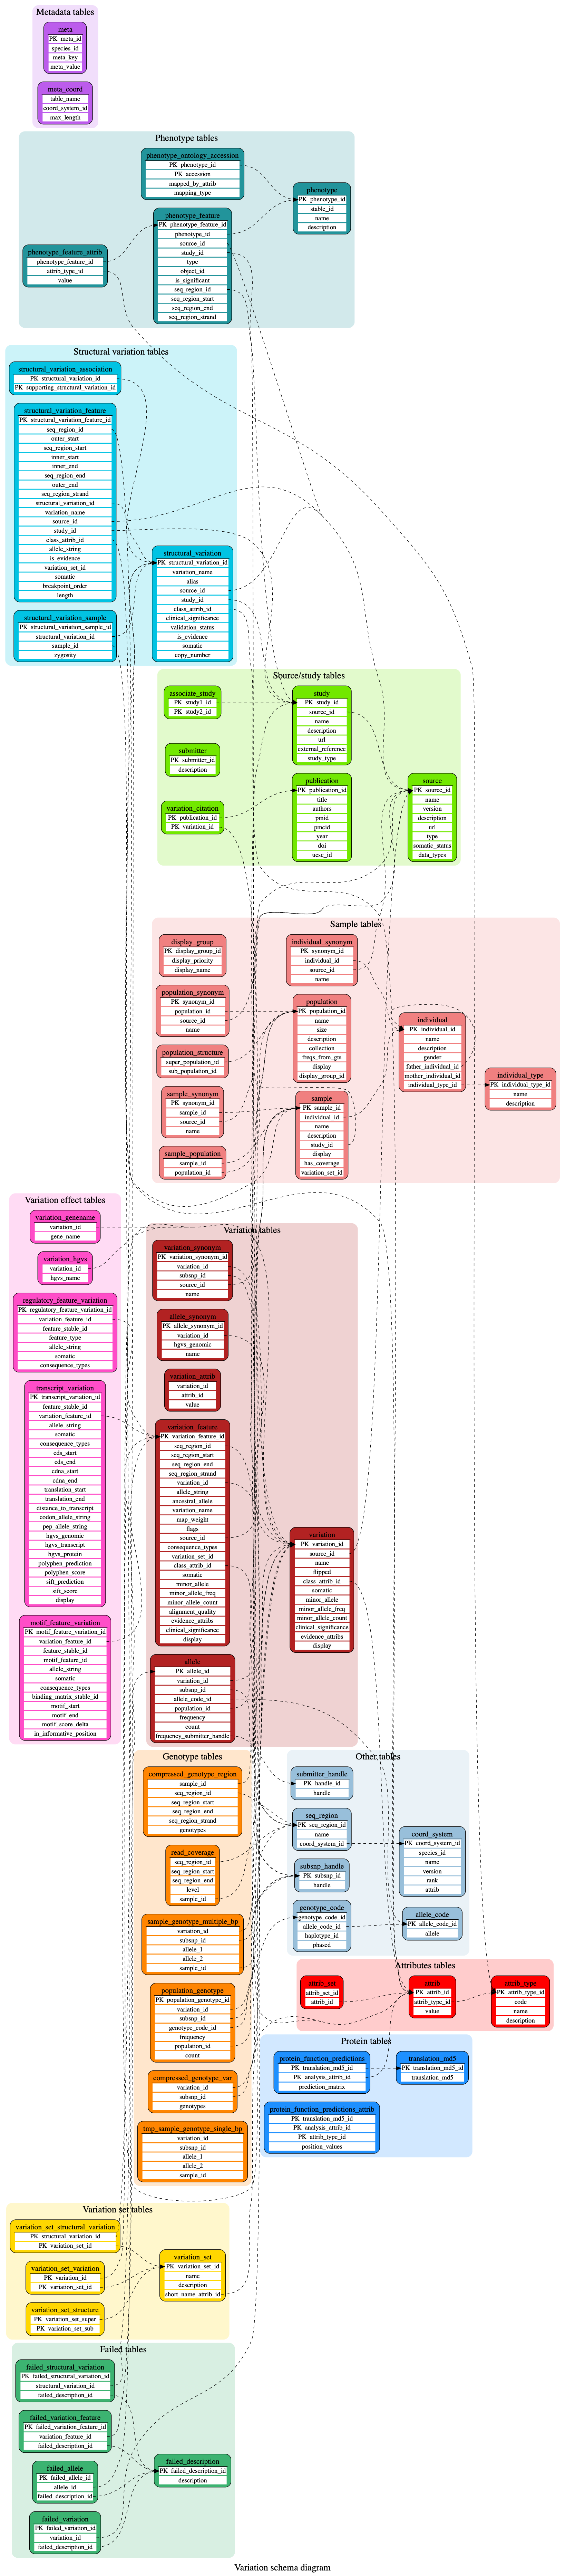 Metadata tables
meta
PK meta_id
species_id
meta_key
meta_value
meta_coord
table_name
coord_system_id
max_length
Phenotype tables
phenotype_ontology_accession
PK phenotype_id
PK accession
mapped_by_attrib
mapping_type
phenotype
PK phenotype_id
stable_id
name
description
phenotype_feature
PK phenotype_feature_id
phenotype_id
source_id
study_id
type
object_id
is_significant
seq_region_id
seq_region_start
seq_region_end
seq_region_strand
phenotype_feature_attrib
phenotype_feature_id
attrib_type_id
value
Structural variation tables
structural_variation_association
PK structural_variation_id
PK supporting_structural_variation_id
structural_variation_feature
PK structural_variation_feature_id
seq_region_id
outer_start
seq_region_start
inner_start
inner_end
seq_region_end
outer_end
seq_region_strand
structural_variation_id
variation_name
source_id
study_id
class_attrib_id
allele_string
is_evidence
variation_set_id
somatic
breakpoint_order
length
structural_variation
PK structural_variation_id
variation_name
alias
source_id
study_id
class_attrib_id
clinical_significance
validation_status
is_evidence
somatic
copy_number
structural_variation_sample
PK structural_variation_sample_id
structural_variation_id
sample_id
zygosity
Source/study tables
associate_study
PK study1_id
PK study2_id
study
PK study_id
source_id
name
description
url
external_reference
study_type
submitter
PK submitter_id
description
publication
PK publication_id
title
authors
pmid
pmcid
year
doi
ucsc_id
source
PK source_id
name
version
description
url
type
somatic_status
data_types
variation_citation
PK publication_id
PK variation_id
Sample tables
display_group
PK display_group_id
display_priority
display_name
individual_synonym
PK synonym_id
individual_id
source_id
name
population_synonym
PK synonym_id
population_id
source_id
name
population
PK population_id
name
size
description
collection
freqs_from_gts
display
display_group_id
individual
PK individual_id
name
description
gender
father_individual_id
mother_individual_id
individual_type_id
population_structure
super_population_id
sub_population_id
individual_type
PK individual_type_id
name
description
sample_synonym
PK synonym_id
sample_id
source_id
name
sample
PK sample_id
individual_id
name
description
study_id
display
has_coverage
variation_set_id
sample_population
sample_id
population_id
Variation effect tables
variation_genename
variation_id
gene_name
variation_hgvs
variation_id
hgvs_name
regulatory_feature_variation
PK regulatory_feature_variation_id
variation_feature_id
feature_stable_id
feature_type
allele_string
somatic
consequence_types
transcript_variation
PK transcript_variation_id
feature_stable_id
variation_feature_id
allele_string
somatic
consequence_types
cds_start
cds_end
cdna_start
cdna_end
translation_start
translation_end
distance_to_transcript
codon_allele_string
pep_allele_string
hgvs_genomic
hgvs_transcript
hgvs_protein
polyphen_prediction
polyphen_score
sift_prediction
sift_score
display
motif_feature_variation
PK motif_feature_variation_id
variation_feature_id
feature_stable_id
motif_feature_id
allele_string
somatic
consequence_types
binding_matrix_stable_id
motif_start
motif_end
motif_score_delta
in_informative_position
Variation tables
variation_synonym
PK variation_synonym_id
variation_id
subsnp_id
source_id
name
allele_synonym
PK allele_synonym_id
variation_id
hgvs_genomic
name
variation_attrib
variation_id
attrib_id
value
variation_feature
PK variation_feature_id
seq_region_id
seq_region_start
seq_region_end
seq_region_strand
variation_id
allele_string
ancestral_allele
variation_name
map_weight
flags
source_id
consequence_types
variation_set_id
class_attrib_id
somatic
minor_allele
minor_allele_freq
minor_allele_count
alignment_quality
evidence_attribs
clinical_significance
display
variation
PK variation_id
source_id
name
flipped
class_attrib_id
somatic
minor_allele
minor_allele_freq
minor_allele_count
clinical_significance
evidence_attribs
display
allele
PK allele_id
variation_id
subsnp_id
allele_code_id
population_id
frequency
count
frequency_submitter_handle
Genotype tables
compressed_genotype_region
sample_id
seq_region_id
seq_region_start
seq_region_end
seq_region_strand
genotypes
read_coverage
seq_region_id
seq_region_start
seq_region_end
level
sample_id
sample_genotype_multiple_bp
variation_id
subsnp_id
allele_1
allele_2
sample_id
population_genotype
PK population_genotype_id
variation_id
subsnp_id
genotype_code_id
frequency
population_id
count
compressed_genotype_var
variation_id
subsnp_id
genotypes
tmp_sample_genotype_single_bp
variation_id
subsnp_id
allele_1
allele_2
sample_id
Other tables
submitter_handle
PK handle_id
handle
seq_region
PK seq_region_id
name
coord_system_id
coord_system
PK coord_system_id
species_id
name
version
rank
attrib
subsnp_handle
PK subsnp_id
handle
genotype_code
genotype_code_id
allele_code_id
haplotype_id
phased
allele_code
PK allele_code_id
allele
Attributes tables
attrib_set
attrib_set_id
attrib_id
attrib
PK attrib_id
attrib_type_id
value
attrib_type
PK attrib_type_id
code
name
description
Protein tables
protein_function_predictions
PK translation_md5_id
PK analysis_attrib_id
prediction_matrix
translation_md5
PK translation_md5_id
translation_md5
protein_function_predictions_attrib
PK translation_md5_id
PK analysis_attrib_id
PK attrib_type_id
position_values
Variation set tables
variation_set_structural_variation
PK structural_variation_id
PK variation_set_id
variation_set_variation
PK variation_id
PK variation_set_id
variation_set
PK variation_set_id
name
description
short_name_attrib_id
variation_set_structure
PK variation_set_super
PK variation_set_sub
Failed tables
failed_structural_variation
PK failed_structural_variation_id
structural_variation_id
failed_description_id
failed_variation_feature
PK failed_variation_feature_id
variation_feature_id
failed_description_id
failed_description
PK failed_description_id
description
failed_allele
PK failed_allele_id
allele_id
failed_description_id
failed_variation
PK failed_variation_id
variation_id
failed_description_id
Variation schema diagram